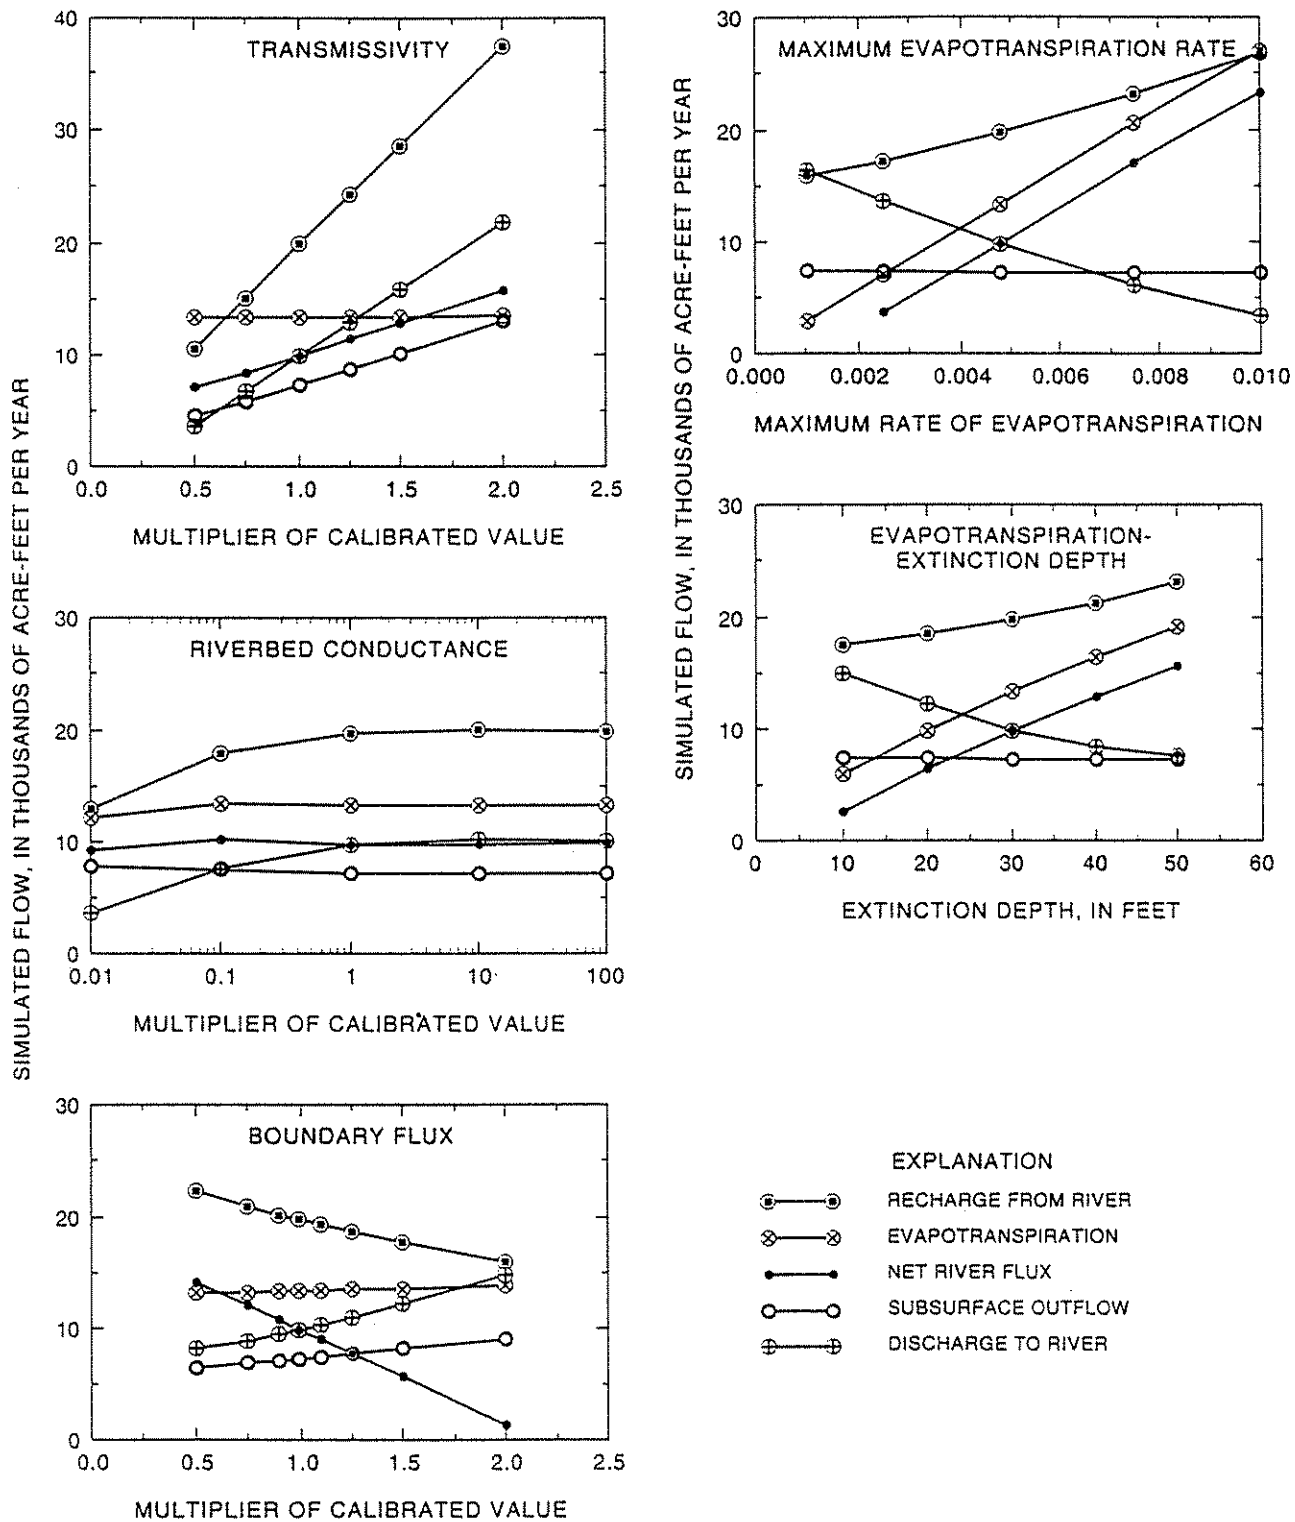 SIMULATED FLOW, IN THOUSANDS OF ACRE-FEET PER YEAR
40
30
20
10
0
TRANSMISSIVITY
0.0 0.5 1.0 1.5 2.0 2.5
MULTIPLIER OF CALIBRATED VALUE
30
20
10
0
RIVERBED CONDUCTANCE
0.01 0.1 1 10 100
MULTIPLIER OF CALIBRATED VALUE
30
20
10
0
BOUNDARY FLUX
0.0 0.5 1.0 1.5 2.0 2.5
MULTIPLIER OF CALIBRATED VALUE
SIMULATED FLOW, IN THOUSANDS OF ACRE-FEET PER YEAR
30
20
10
0
MAXIMUM EVAPOTRANSPIRATION RATE
0.000 0.002 0.004 0.006 0.008 0.010
MAXIMUM RATE OF EVAPOTRANSPIRATION
30
20
10
0
EVAPOTRANSPIRATION-
EXTINCTION DEPTH
0 10 20 30 40 50 60
EXTINCTION DEPTH, IN FEET
EXPLANATION
RECHARGE FROM RIVER
EVAPOTRANSPIRATION
NET RIVER FLUX
SUBSURFACE OUTFLOW
DISCHARGE TO RIVER